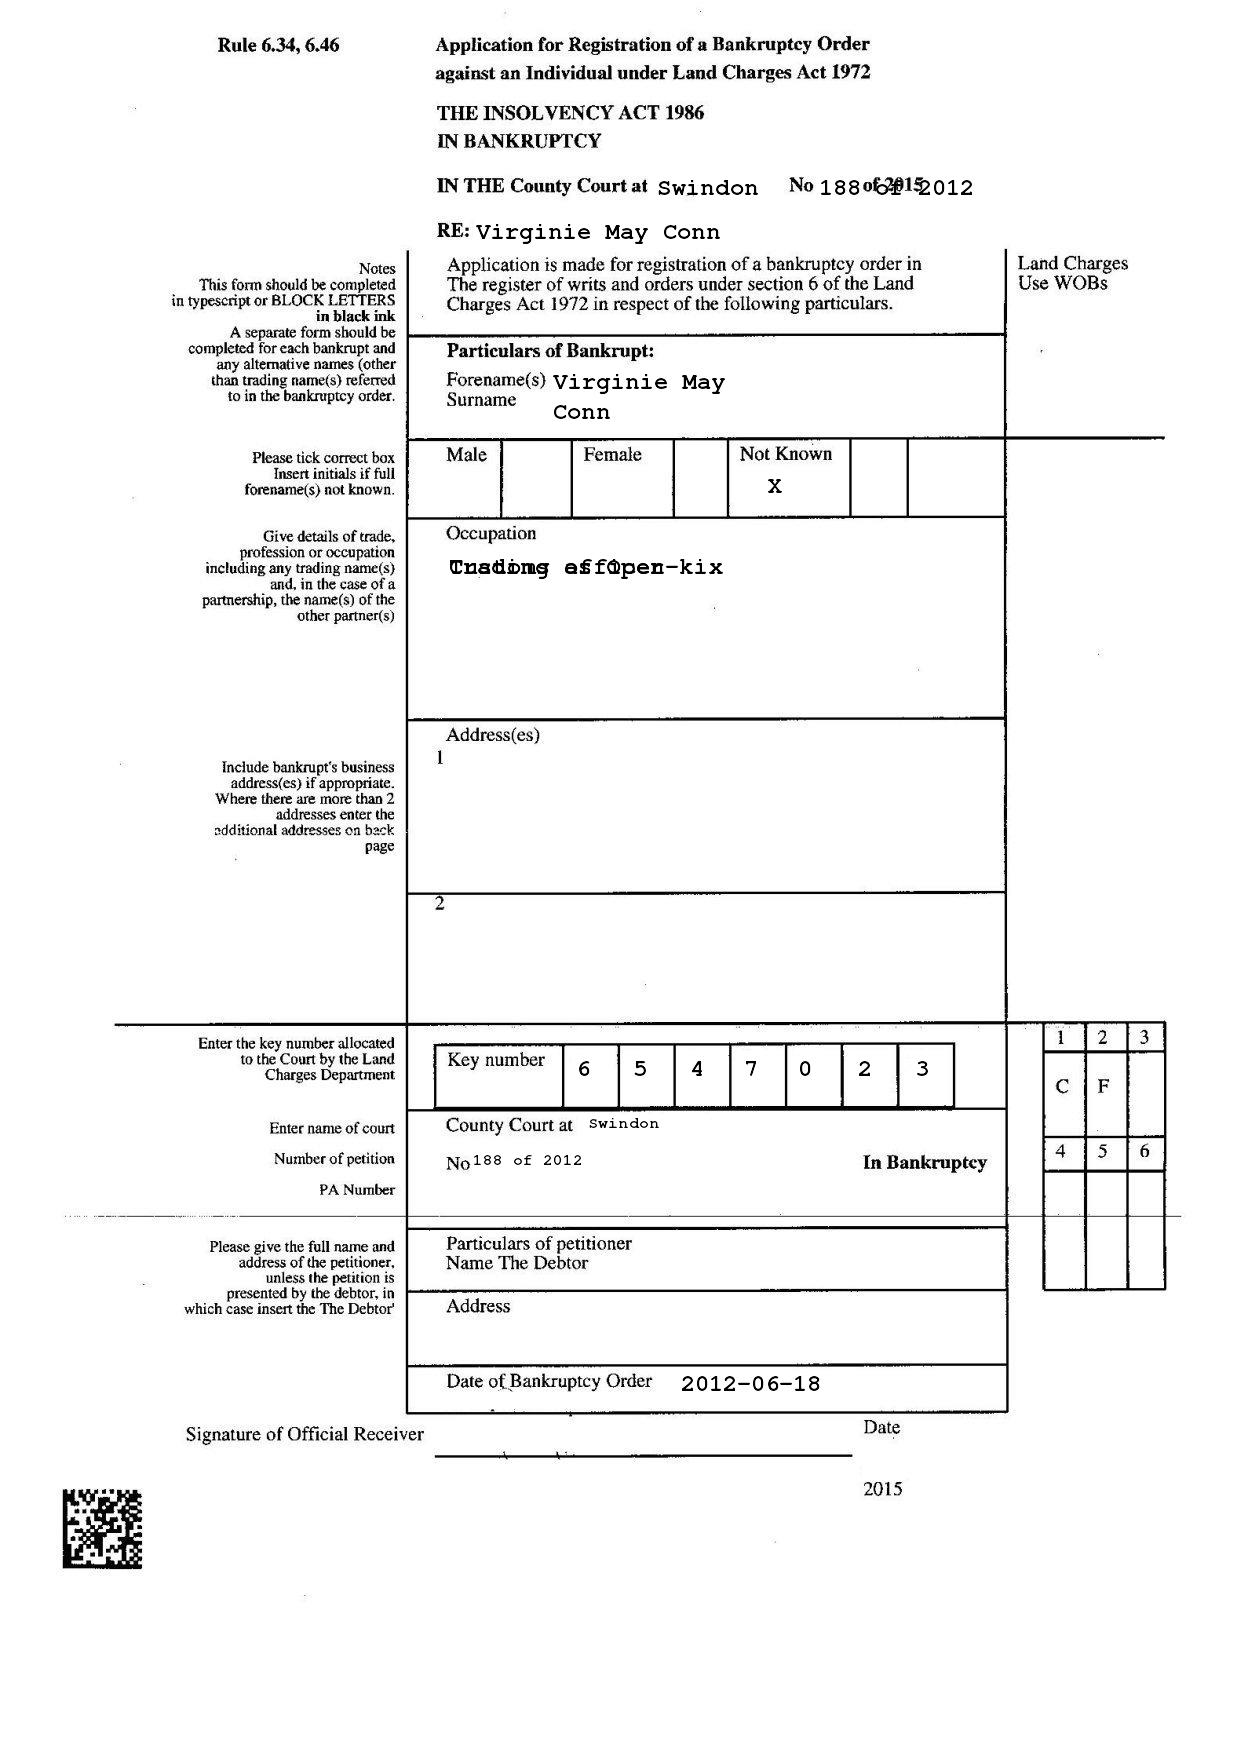 Rule 6.34, 6.46
Application for Registration of a Bankruptcy Order
against an Individual under Land Charges Act 1972
THE INSOLVENCY ACT 1986
IN BANKRUPTCY
IN THE County Court at Swindon No 188 of 2012
RE: Virginie May Conn
Notes
This form should be completed
in typescript or BLOCK LETTERS
in black ink
A separate form should be
completed for each bankrupt and
any alternative names (other
than trading name(s) referred
to in the bankruptcy order.
Application is made for registration of a bankruptcy order in
The register of writs and orders under section 6 of the Land
Charges Act 1972 in respect of the following particulars.
Land Charges
Use WOBs
Particulars of Bankrupt:
Forename(s) Virginie May
Surname
Conn
Please tick correct box
Insert initials if full
forename(s) not known.
Male Female Not Known
X
Give details of trade,
profession or occupation
including any trading name(s)
and, in the case of a
partnership, the name(s) of the
other partner(s)
Occupation
Include bankrupt's business
address(es) if appropriate.
Where there are more than 2
addresses enter the
additional addresses on back
page
Address(es)
1
2
Enter the key number allocated
to the Court by the Land
Charges Department
Key number 6 5 4 7 0 2 3
Enter name of court
County Court at Swindon
Number of petition
No 188 of 2012 In Bankruptcy
PA Number
1 2 3
C F
4 5 6
Please give the full name and
address of the petitioner,
unless the petition is
presented by the debtor, in
which case insert the The Debtor'
Particulars of petitioner
Name The Debtor
Address
Date of Bankruptcy Order 2012-06-18
Signature of Official Receiver
Date
2015